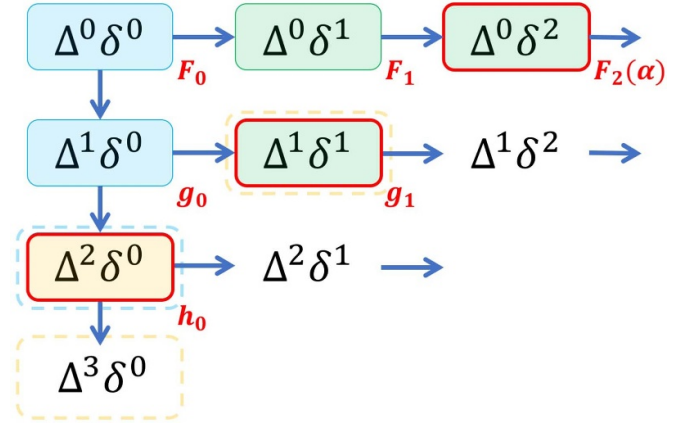 Δ⁰δ⁰ Δ⁰δ¹ Δ⁰δ²
F₀ F₁ F₂(α)
Δ¹δ⁰ Δ¹δ¹ Δ¹δ²
g₀ g₁
Δ²δ⁰ Δ²δ¹
h₀
Δ³δ⁰